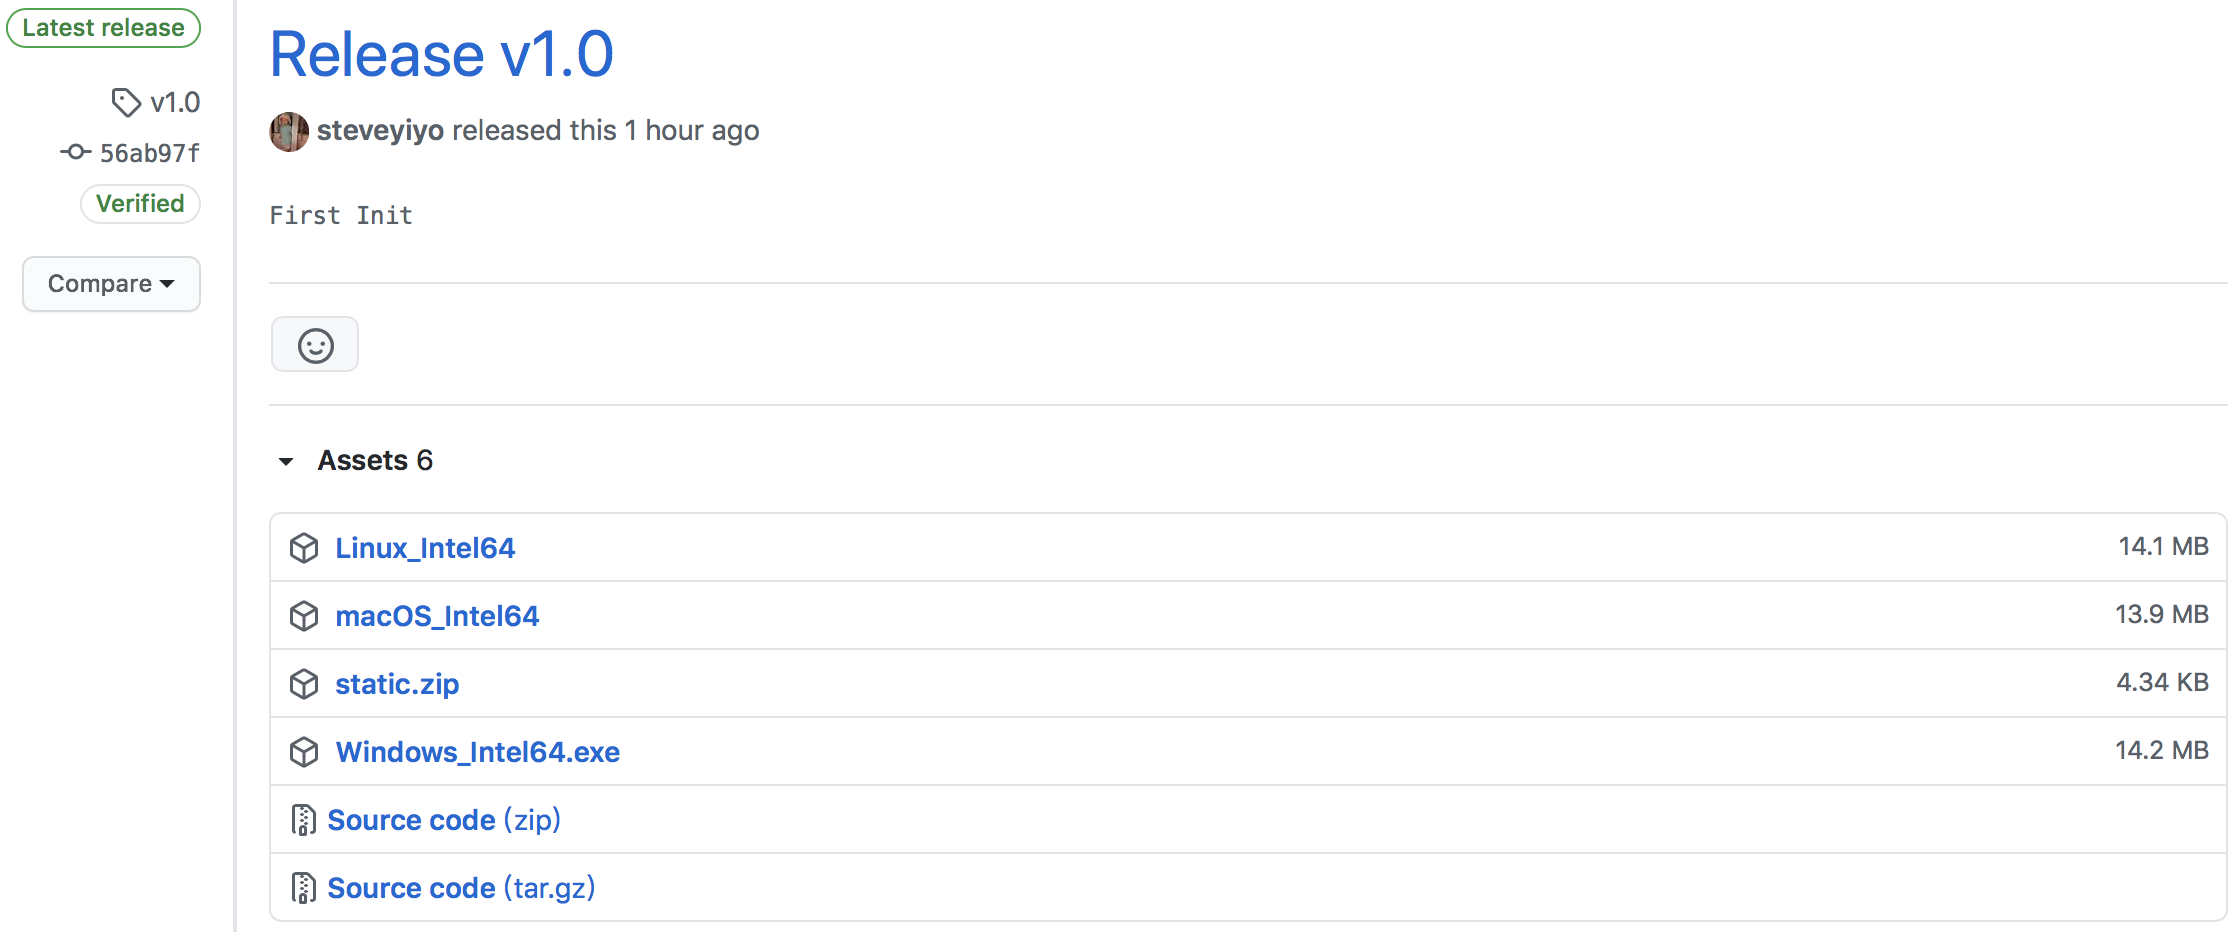 Latest release
v1.0
56ab97f
Verified
Compare
Release v1.0
steveyiyo released this 1 hour ago
First Init
Assets 6
Linux_Intel64 14.1 MB
macOS_Intel64 13.9 MB
static.zip 4.34 KB
Windows_Intel64.exe 14.2 MB
Source code (zip)
Source code (tar.gz)